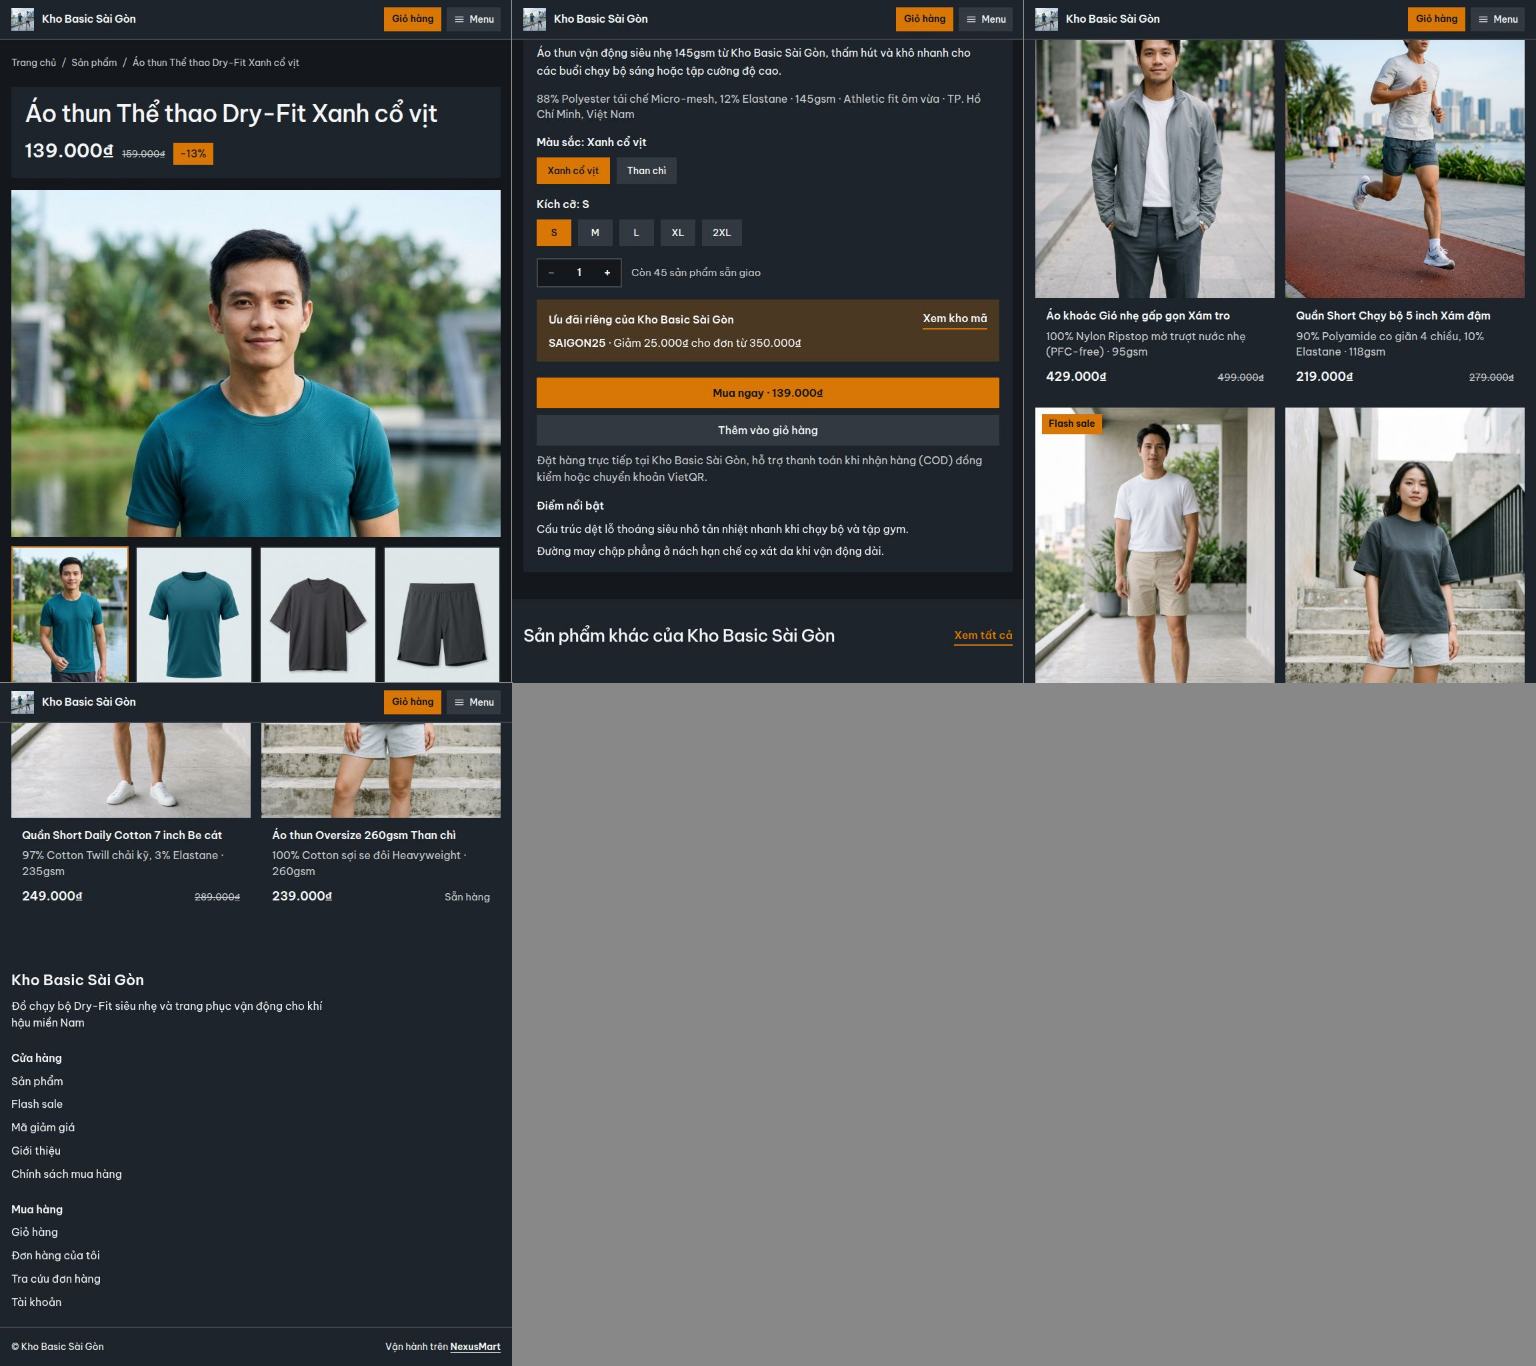 Kho Basic Sài Gòn
Giỏ hàng
Menu
Trang chủ / Sản phẩm / Áo thun Thể thao Dry-Fit Xanh cổ vịt
Áo thun Thể thao Dry-Fit Xanh cổ vịt
139.000₫ 159.000₫ -13%
Kho Basic Sài Gòn
Giỏ hàng
Menu
Áo thun vận động siêu nhẹ 145gsm từ Kho Basic Sài Gòn, thấm hút và khô nhanh cho
các buổi chạy bộ sáng hoặc tập cường độ cao.
88% Polyester tái chế Micro-mesh, 12% Elastane · 145gsm · Athletic fit ôm vừa · TP. Hồ
Chí Minh, Việt Nam
Màu sắc: Xanh cổ vịt
Xanh cổ vịt
Than chì
Kích cỡ: S
S
M
L
XL
2XL
− 1 + Còn 45 sản phẩm sẵn giao
Ưu đãi riêng của Kho Basic Sài Gòn
Xem kho mã
SAIGON25 · Giảm 25.000₫ cho đơn từ 350.000₫
Mua ngay · 139.000₫
Thêm vào giỏ hàng
Đặt hàng trực tiếp tại Kho Basic Sài Gòn, hỗ trợ thanh toán khi nhận hàng (COD) đồng
kiểm hoặc chuyển khoản VietQR.
Điểm nổi bật
Cấu trúc dệt lỗ thoáng siêu nhỏ tản nhiệt nhanh khi chạy bộ và tập gym.
Đường may chập phẳng ở nách hạn chế cọ xát da khi vận động dài.
Sản phẩm khác của Kho Basic Sài Gòn
Xem tất cả
Kho Basic Sài Gòn
Giỏ hàng
Menu
Áo khoác Gió nhẹ gấp gọn Xám tro
100% Nylon Ripstop mờ trượt nước nhẹ
(PFC-free) · 95gsm
429.000₫ 499.000₫
Quần Short Chạy bộ 5 inch Xám đậm
90% Polyamide co giãn 4 chiều, 10%
Elastane · 118gsm
219.000₫ 279.000₫
Flash sale
Kho Basic Sài Gòn
Giỏ hàng
Menu
Quần Short Daily Cotton 7 inch Be cát
97% Cotton Twill chải kỹ, 3% Elastane ·
235gsm
249.000₫ 289.000₫
Áo thun Oversize 260gsm Than chì
100% Cotton sợi se đôi Heavyweight ·
260gsm
239.000₫ Sẵn hàng
Kho Basic Sài Gòn
Đồ chạy bộ Dry-Fit siêu nhẹ và trang phục vận động cho khí
hậu miền Nam
Cửa hàng
Sản phẩm
Flash sale
Mã giảm giá
Giới thiệu
Chính sách mua hàng
Mua hàng
Giỏ hàng
Đơn hàng của tôi
Tra cứu đơn hàng
Tài khoản
© Kho Basic Sài Gòn
Vận hành trên NexusMart